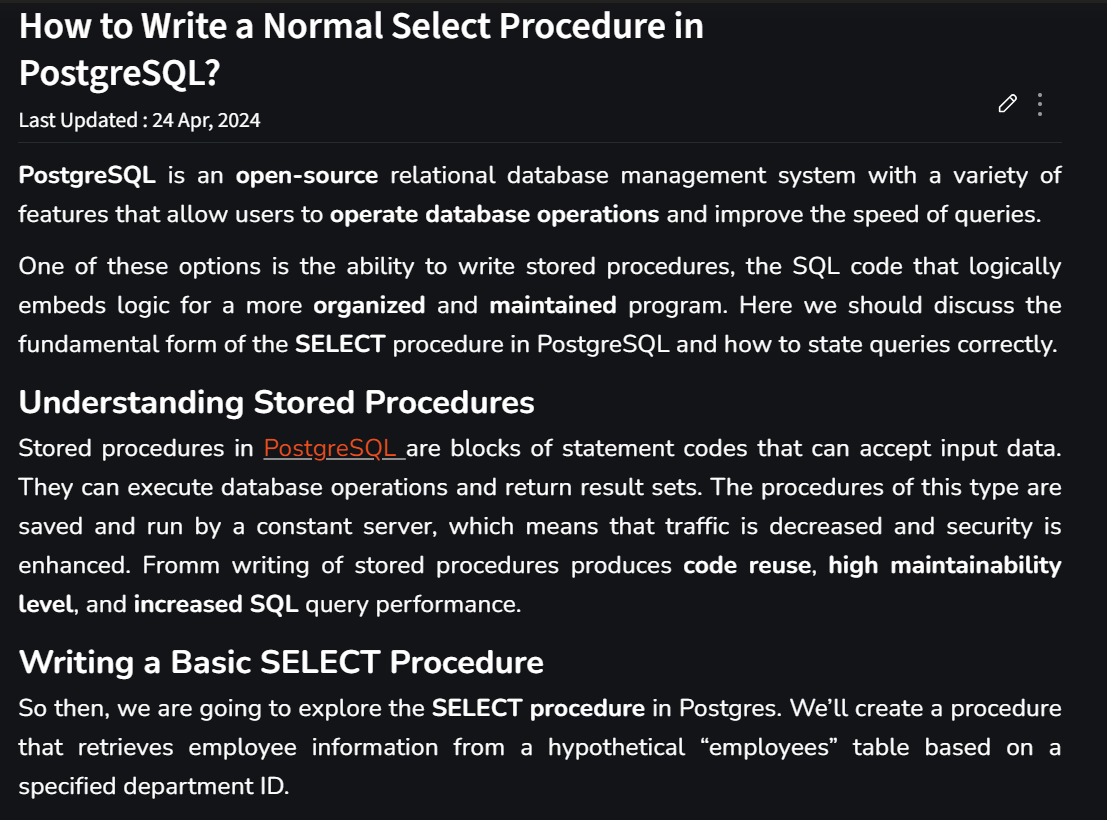 How to Write a Normal Select Procedure in
PostgreSQL?
Last Updated : 24 Apr, 2024
PostgreSQL is an open-source relational database management system with a variety of
features that allow users to operate database operations and improve the speed of queries.
One of these options is the ability to write stored procedures, the SQL code that logically
embeds logic for a more organized and maintained program. Here we should discuss the
fundamental form of the SELECT procedure in PostgreSQL and how to state queries correctly.
Understanding Stored Procedures
Stored procedures in PostgreSQL are blocks of statement codes that can accept input data.
They can execute database operations and return result sets. The procedures of this type are
saved and run by a constant server, which means that traffic is decreased and security is
enhanced. Fromm writing of stored procedures produces code reuse, high maintainability
level, and increased SQL query performance.
Writing a Basic SELECT Procedure
So then, we are going to explore the SELECT procedure in Postgres. We’ll create a procedure
that retrieves employee information from a hypothetical “employees” table based on a
specified department ID.